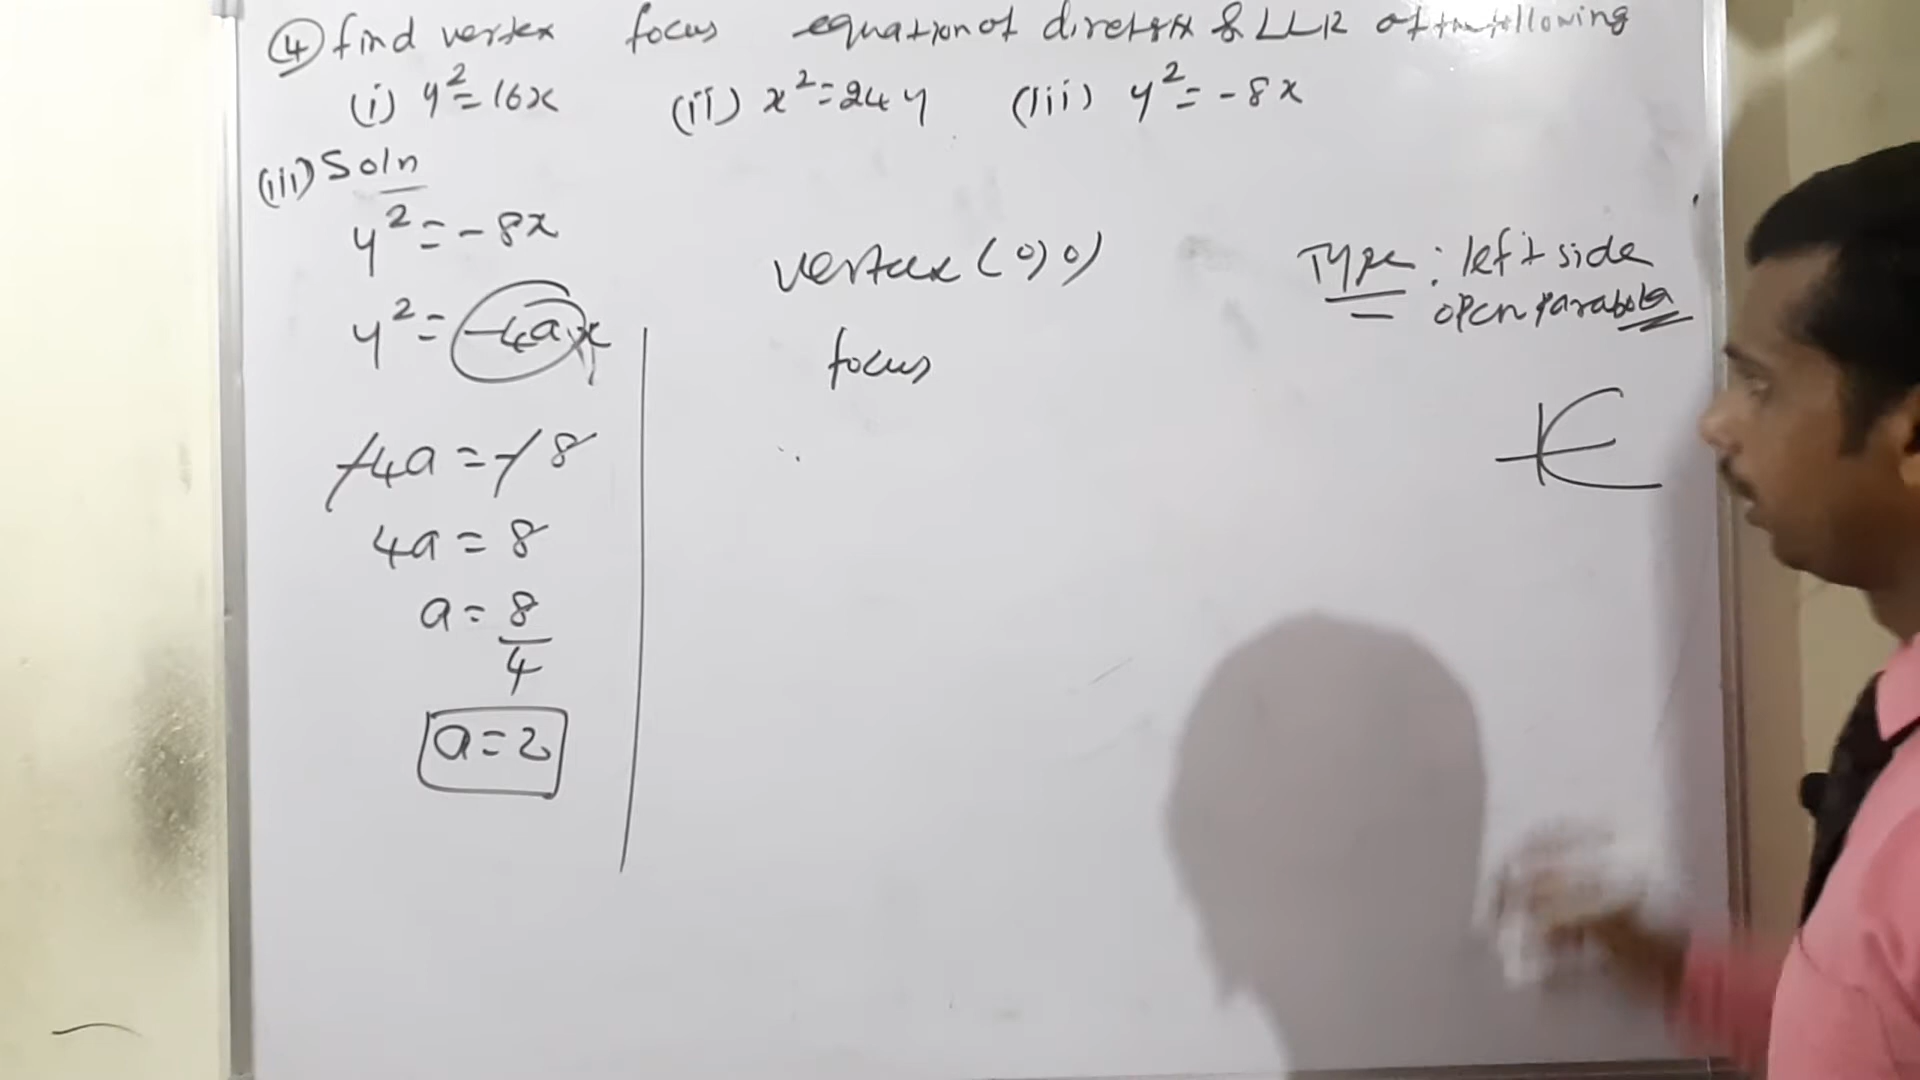 ④ find vertex focus equation of directrix & LLR of the following
(i) y²=16x (ii) x²=24y (iii) y²=-8x
(iii) Soln
y²=-8x
y²=-4ax
-4a=-8
4a=8
a=8/4
a=2
vertex (0,0)
focus
Type: left side
open parabola